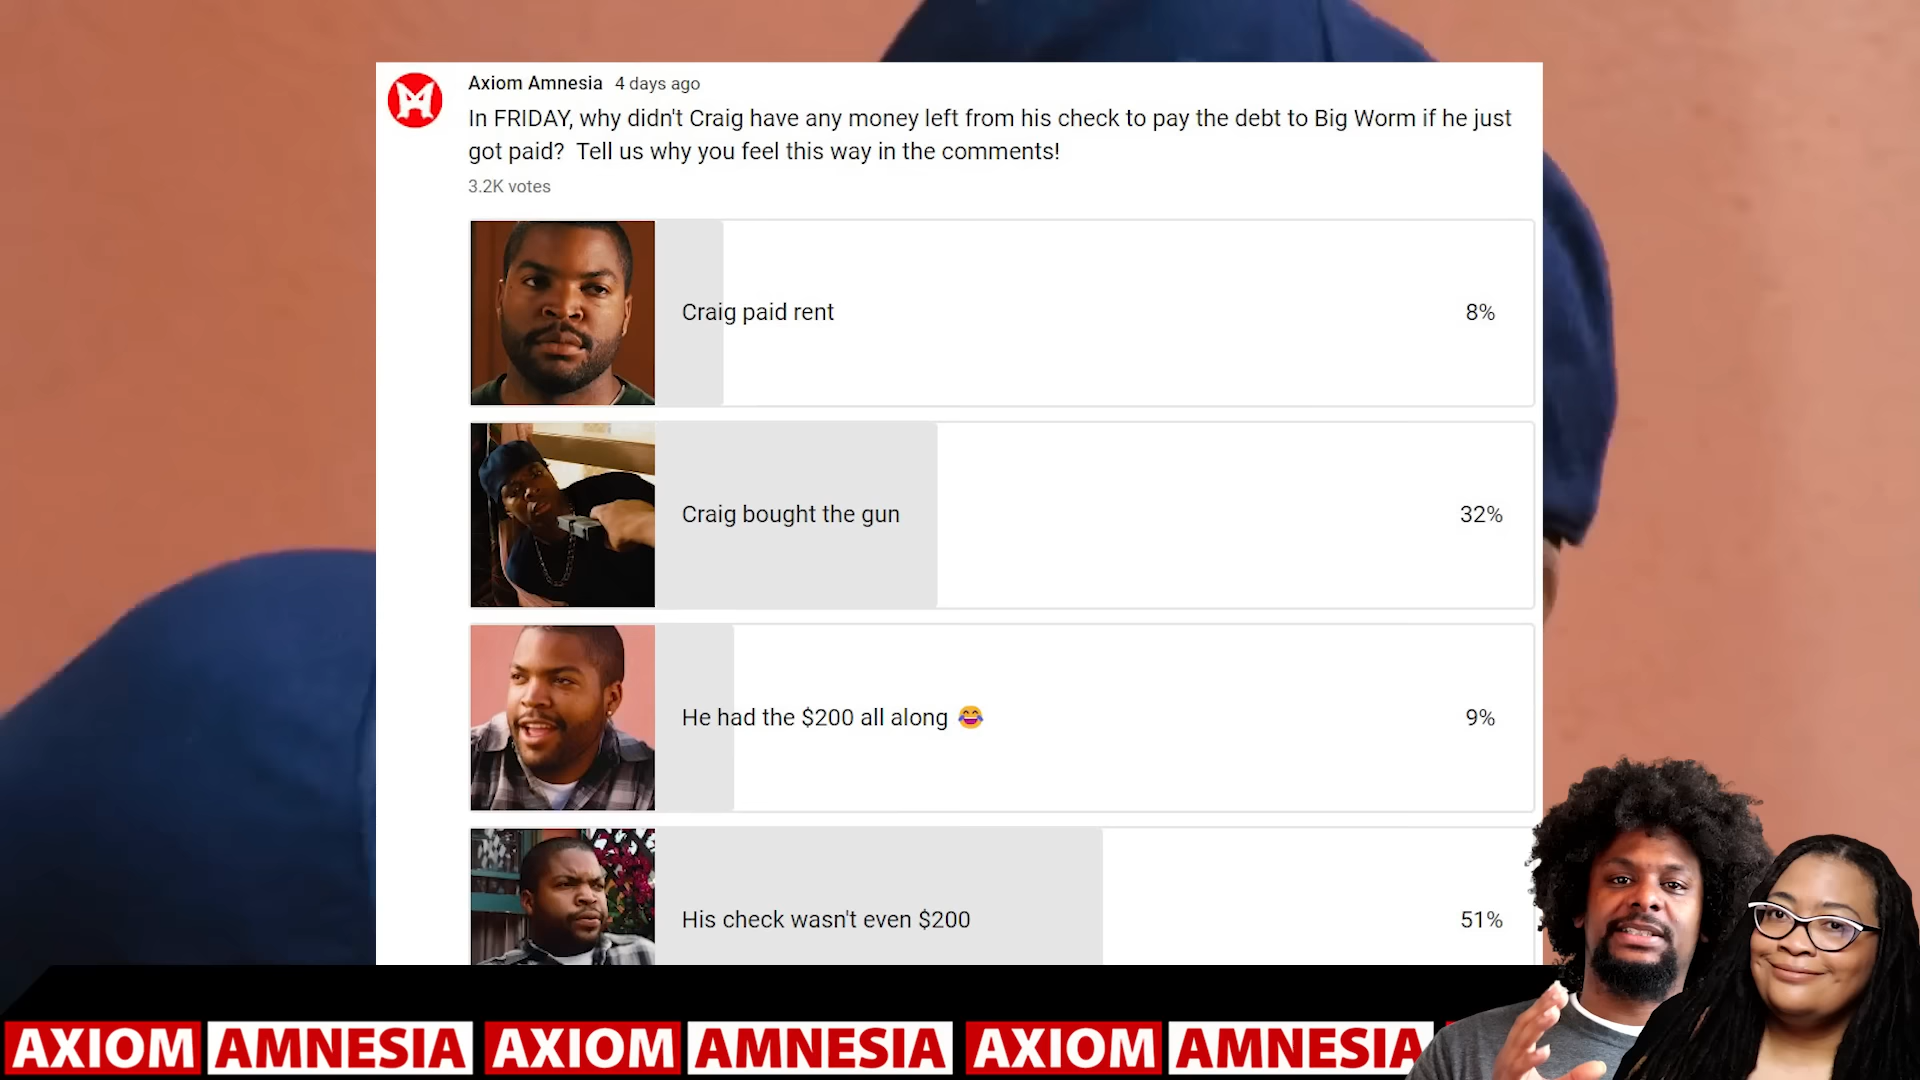 Axiom Amnesia 4 days ago
In FRIDAY, why didn't Craig have any money left from his check to pay the debt to Big Worm if he just
got paid? Tell us why you feel this way in the comments!
3.2K votes
Craig paid rent 8%
Craig bought the gun 32%
He had the $200 all along 😂 9%
His check wasn't even $200 51%
AXIOM AMNESIA AXIOM AMNESIA AXIOM AMNESIA